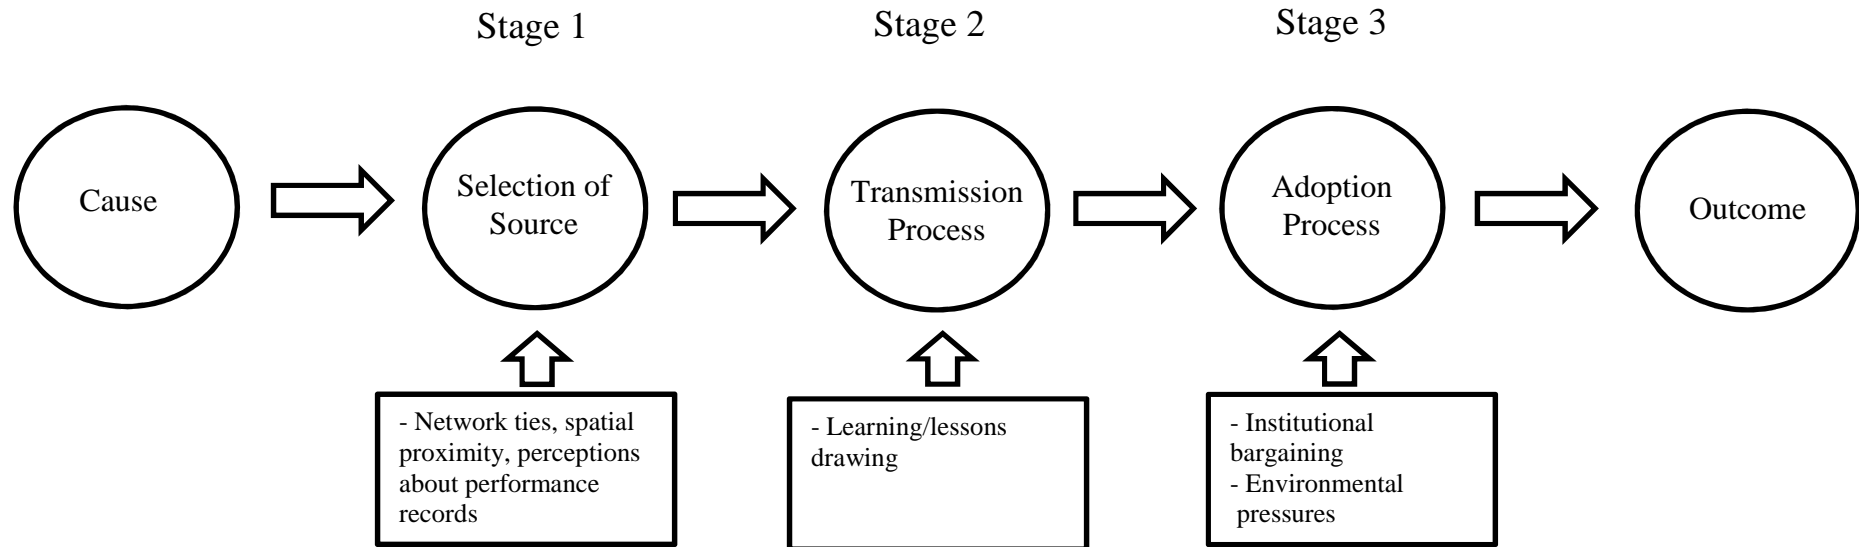 Stage 1
Stage 2
Stage 3
Cause
Selection of
Source
Transmission
Process
Adoption
Process
Outcome
- Network ties, spatial
proximity, perceptions
about performance
records
- Learning/lessons
drawing
- Institutional
bargaining
- Environmental
pressures